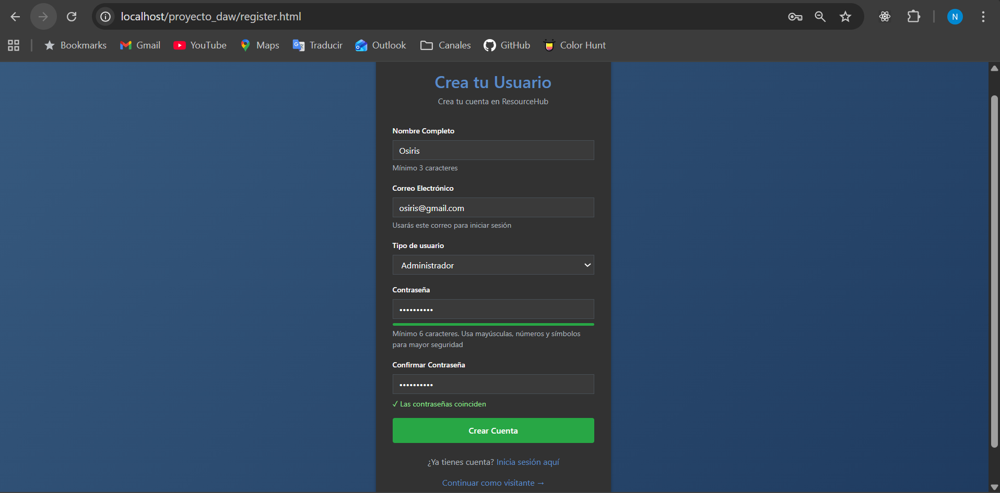 localhost/proyecto_daw/register.html
N
Bookmarks
Gmail
YouTube
Maps
Traducir
Outlook
Canales
GitHub
Color Hunt
Crea tu Usuario
Crea tu cuenta en ResourceHub
Nombre Completo
Osiris
Mínimo 3 caracteres
Correo Electrónico
osiris@gmail.com
Usarás este correo para iniciar sesión
Tipo de usuario
Administrador
Contraseña
••••••••••
Mínimo 6 caracteres. Usa mayúsculas, números y símbolos
para mayor seguridad
Confirmar Contraseña
••••••••••
✓ Las contraseñas coinciden
Crear Cuenta
¿Ya tienes cuenta? Inicia sesión aquí
Continuar como visitante →